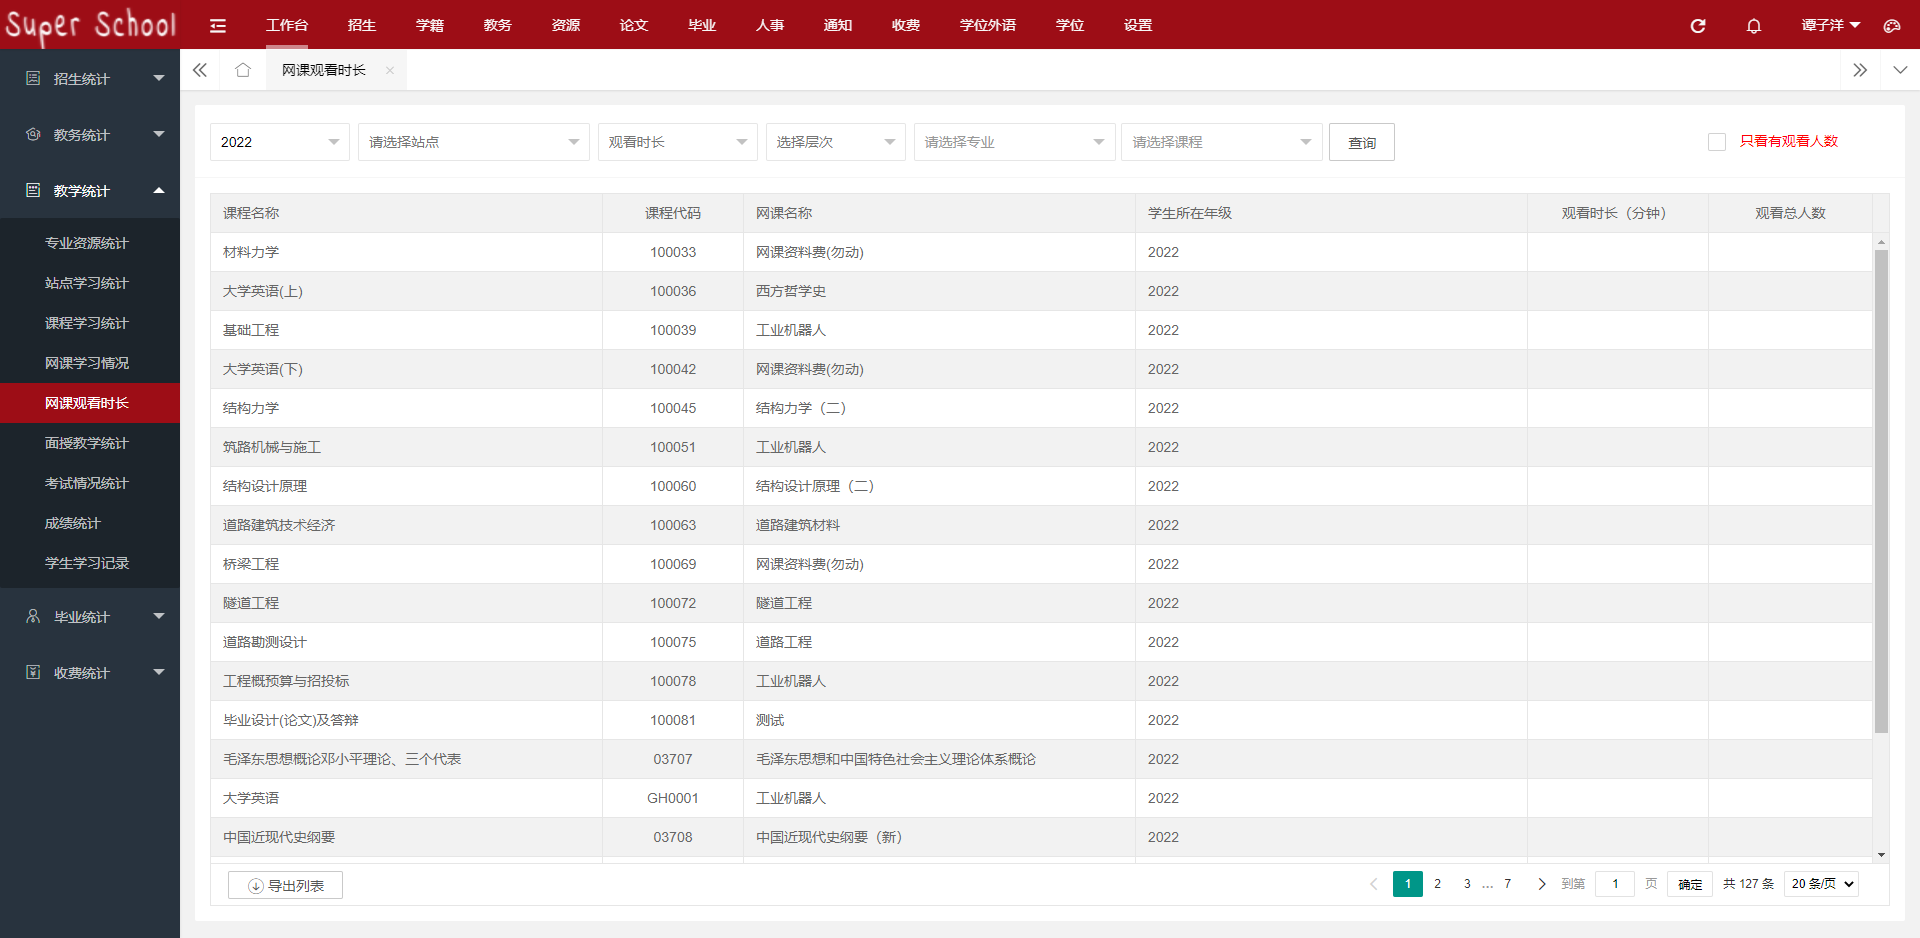 Super School
工作台 招生 学籍 教务 资源 论文 毕业 人事 通知 收费 学位外语 学位 设置 谭子洋
招生统计
教务统计
教学统计
专业资源统计
站点学习统计
课程学习统计
网课学习情况
网课观看时长
面授教学统计
考试情况统计
成绩统计
学生学习记录
毕业统计
收费统计
网课观看时长
2022 请选择站点 观看时长 选择层次 请选择专业 请选择课程 查询 只看有观看人数
课程名称 课程代码 网课名称 学生所在年级 观看时长（分钟） 观看总人数
材料力学 100033 网课资料费(勿动) 2022
大学英语(上) 100036 西方哲学史 2022
基础工程 100039 工业机器人 2022
大学英语(下) 100042 网课资料费(勿动) 2022
结构力学 100045 结构力学（二） 2022
筑路机械与施工 100051 工业机器人 2022
结构设计原理 100060 结构设计原理（二） 2022
道路建筑技术经济 100063 道路建筑材料 2022
桥梁工程 100069 网课资料费(勿动) 2022
隧道工程 100072 隧道工程 2022
道路勘测设计 100075 道路工程 2022
工程概预算与招投标 100078 工业机器人 2022
毕业设计(论文)及答辩 100081 测试 2022
毛泽东思想概论邓小平理论、三个代表 03707 毛泽东思想和中国特色社会主义理论体系概论 2022
大学英语 GH0001 工业机器人 2022
中国近现代史纲要 03708 中国近现代史纲要（新） 2022
导出列表 1 2 3 … 7 到第 1 页 确定 共 127 条 20 条/页